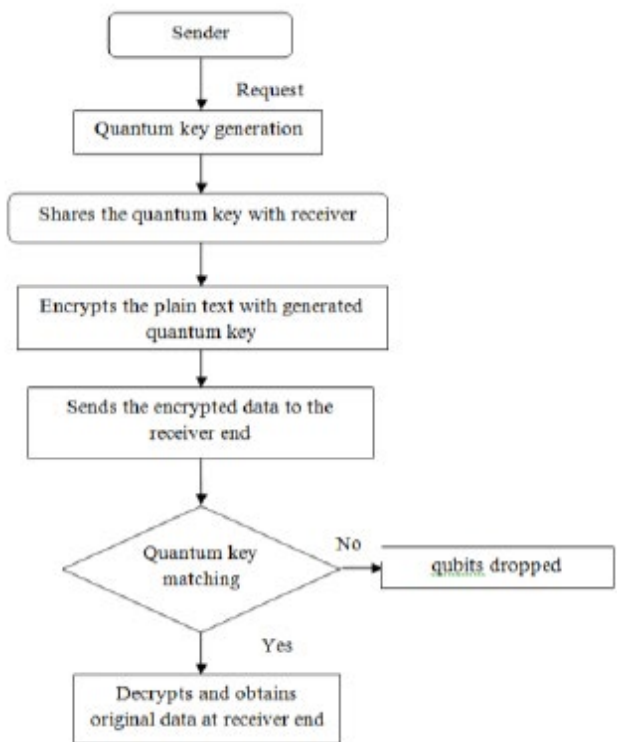 Sender
Request
Quantum key generation
Shares the quantum key with receiver
Encrypts the plain text with generated
quantum key
Sends the encrypted data to the
receiver end
Quantum key
matching
No
qubits dropped
Yes
Decrypts and obtains
original data at receiver end